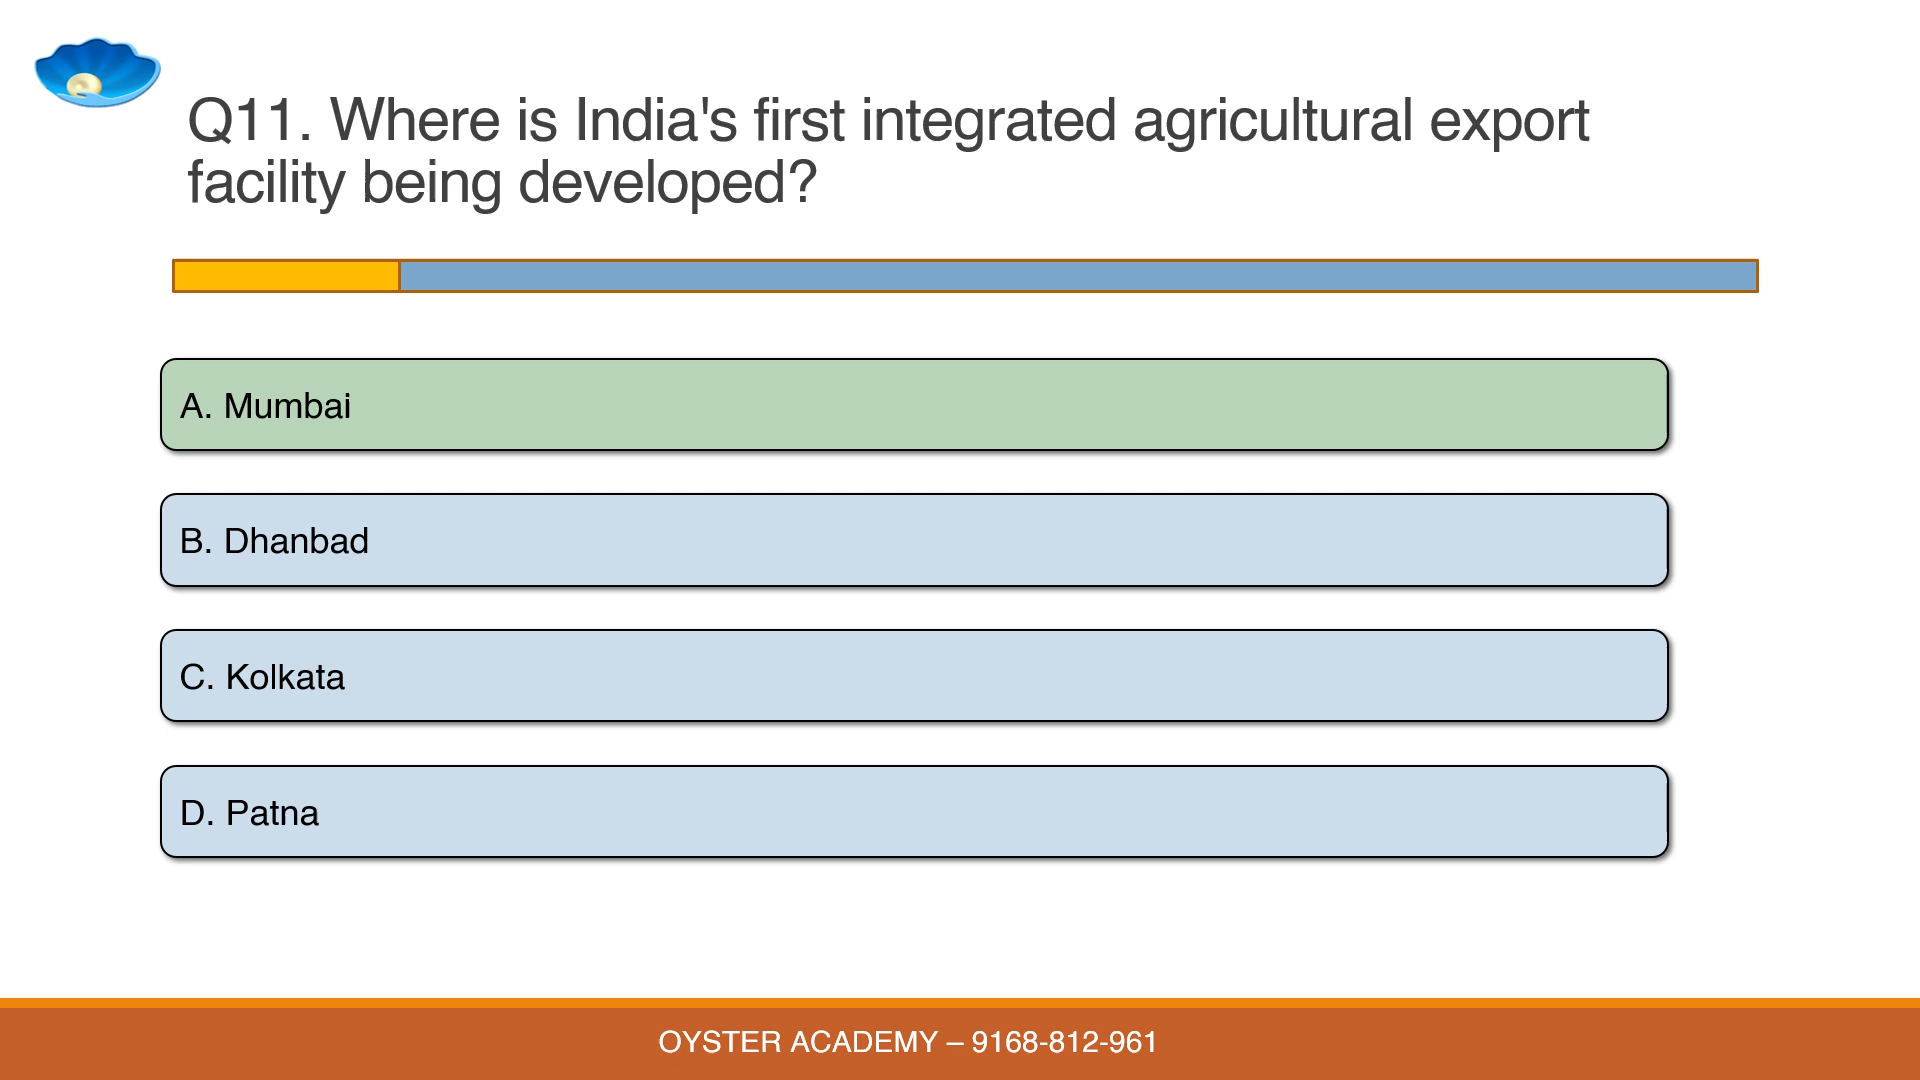 Q11. Where is India's first integrated agricultural export
facility being developed?
A. Mumbai
B. Dhanbad
C. Kolkata
D. Patna
OYSTER ACADEMY – 9168-812-961